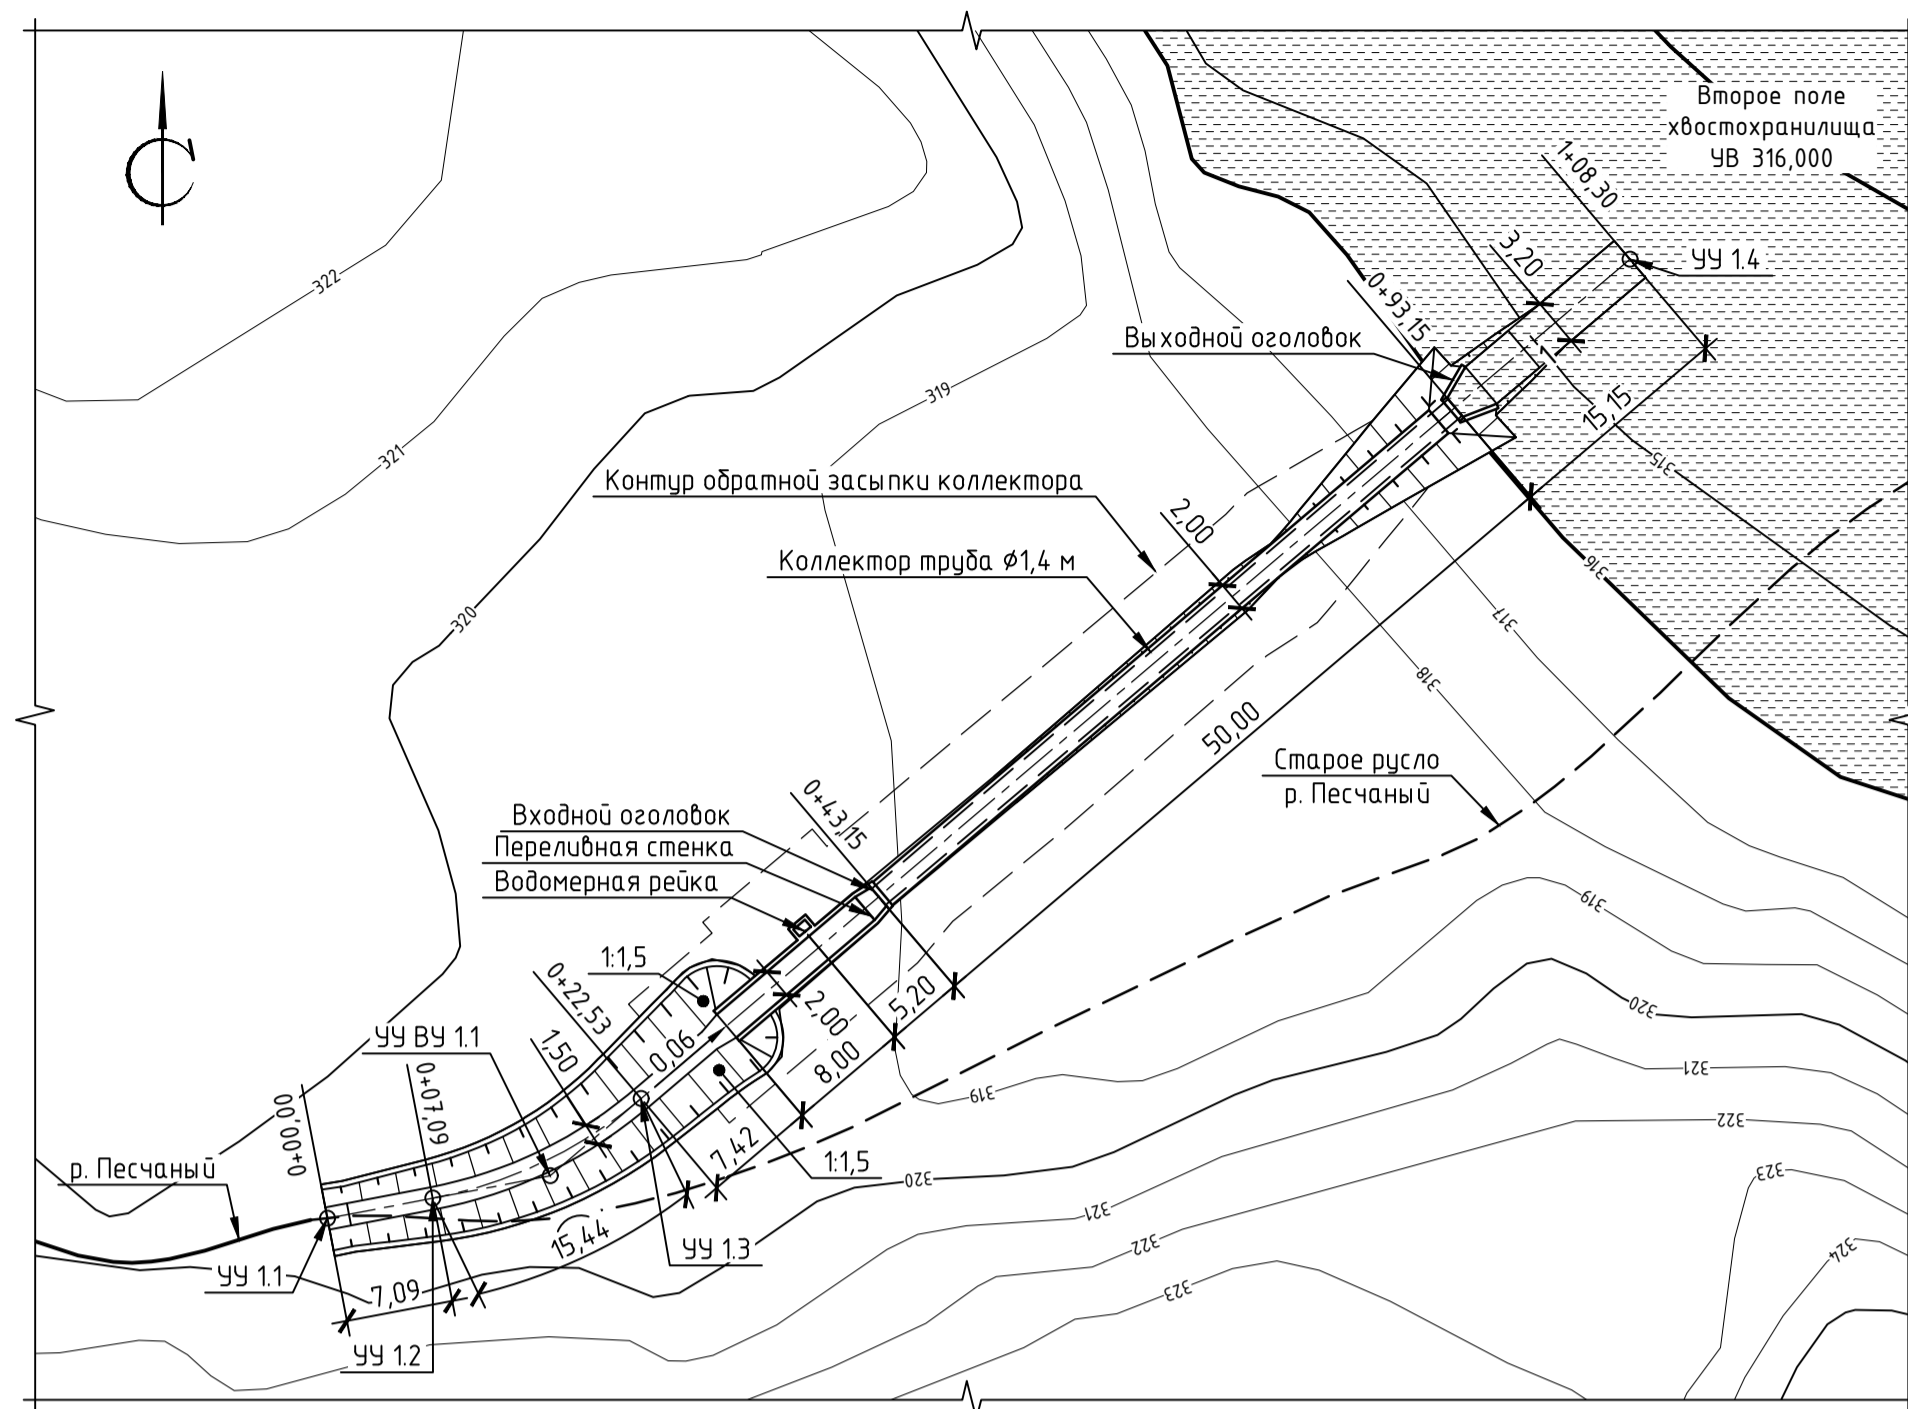 Второе поле
хвостохранилища
УВ 316,000
1+08,30
УУ 1.4
3,20
0+93,15
Выходной оголовок
15,15
322
319
321
Контур обратной засыпки коллектора
2,00
Коллектор труба Ø1,4 м
315
316
317
318
320
50,00
Старое русло
р. Песчаный
0+43,15
Входной оголовок
Переливная стенка
Водомерная рейка
319
1:1,5
0+22,53
5,20
2,00
320
УУ ВУ 1.1
1,50
0,06
8,00
0+07,09
0+00,00
321
319
322
7,42
1:1,5
320
323
р. Песчаный
321
322
324
15,44
УУ 1.3
УУ 1.1
7,09
323
УУ 1.2
С
1